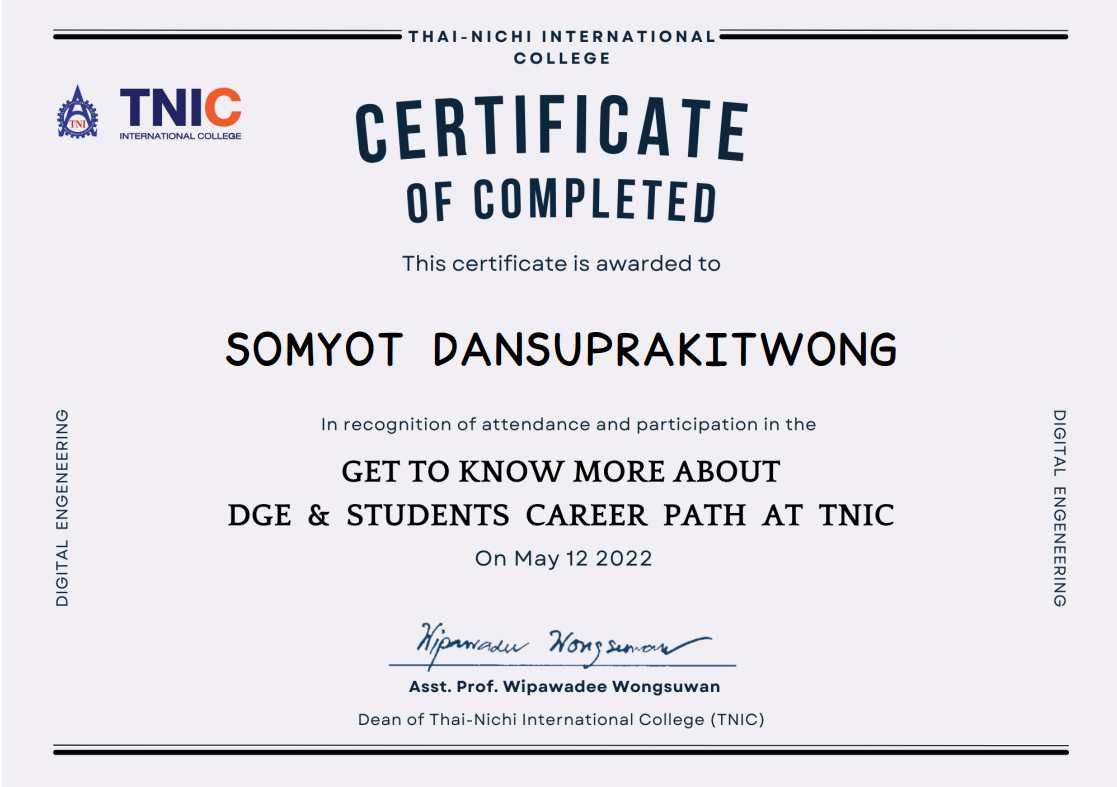 THAI-NICHI INTERNATIONAL
COLLEGE
TNI
TNIC
INTERNATIONAL COLLEGE
CERTIFICATE
OF COMPLETED
This certificate is awarded to
SOMYOT DANSUPRAKITWONG
In recognition of attendance and participation in the
GET TO KNOW MORE ABOUT
DGE & STUDENTS CAREER PATH AT TNIC
On May 12 2022
DIGITAL ENGENEERING
DIGITAL ENGENEERING
Wipawadee Wongsuwan
Asst. Prof. Wipawadee Wongsuwan
Dean of Thai-Nichi International College (TNIC)